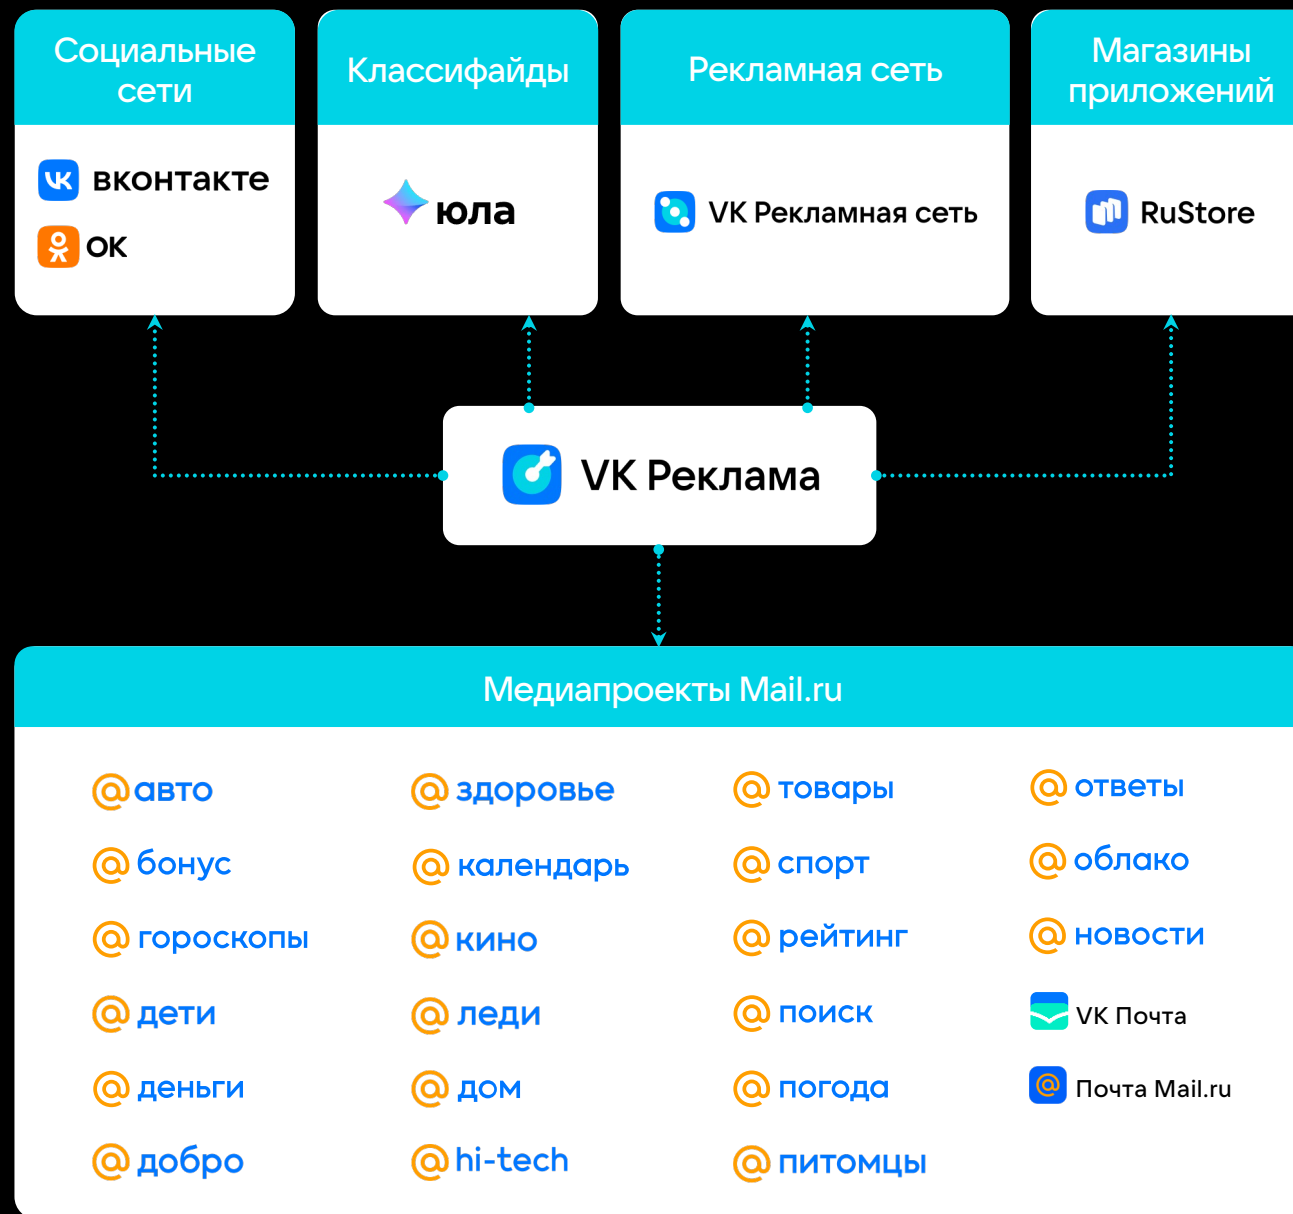 Социальные
сети
Классифайды
Рекламная сеть
Магазины
приложений
вконтакте
ок
юла
VK Рекламная сеть
RuStore
VK Реклама
Медиапроекты Mail.ru
@авто
@здоровье
@товары
@ответы
@бонус
@календарь
@спорт
@облако
@гороскопы
@кино
@рейтинг
@новости
@дети
@леди
@поиск
VK Почта
@деньги
@дом
@погода
Почта Mail.ru
@добро
@hi-tech
@питомцы